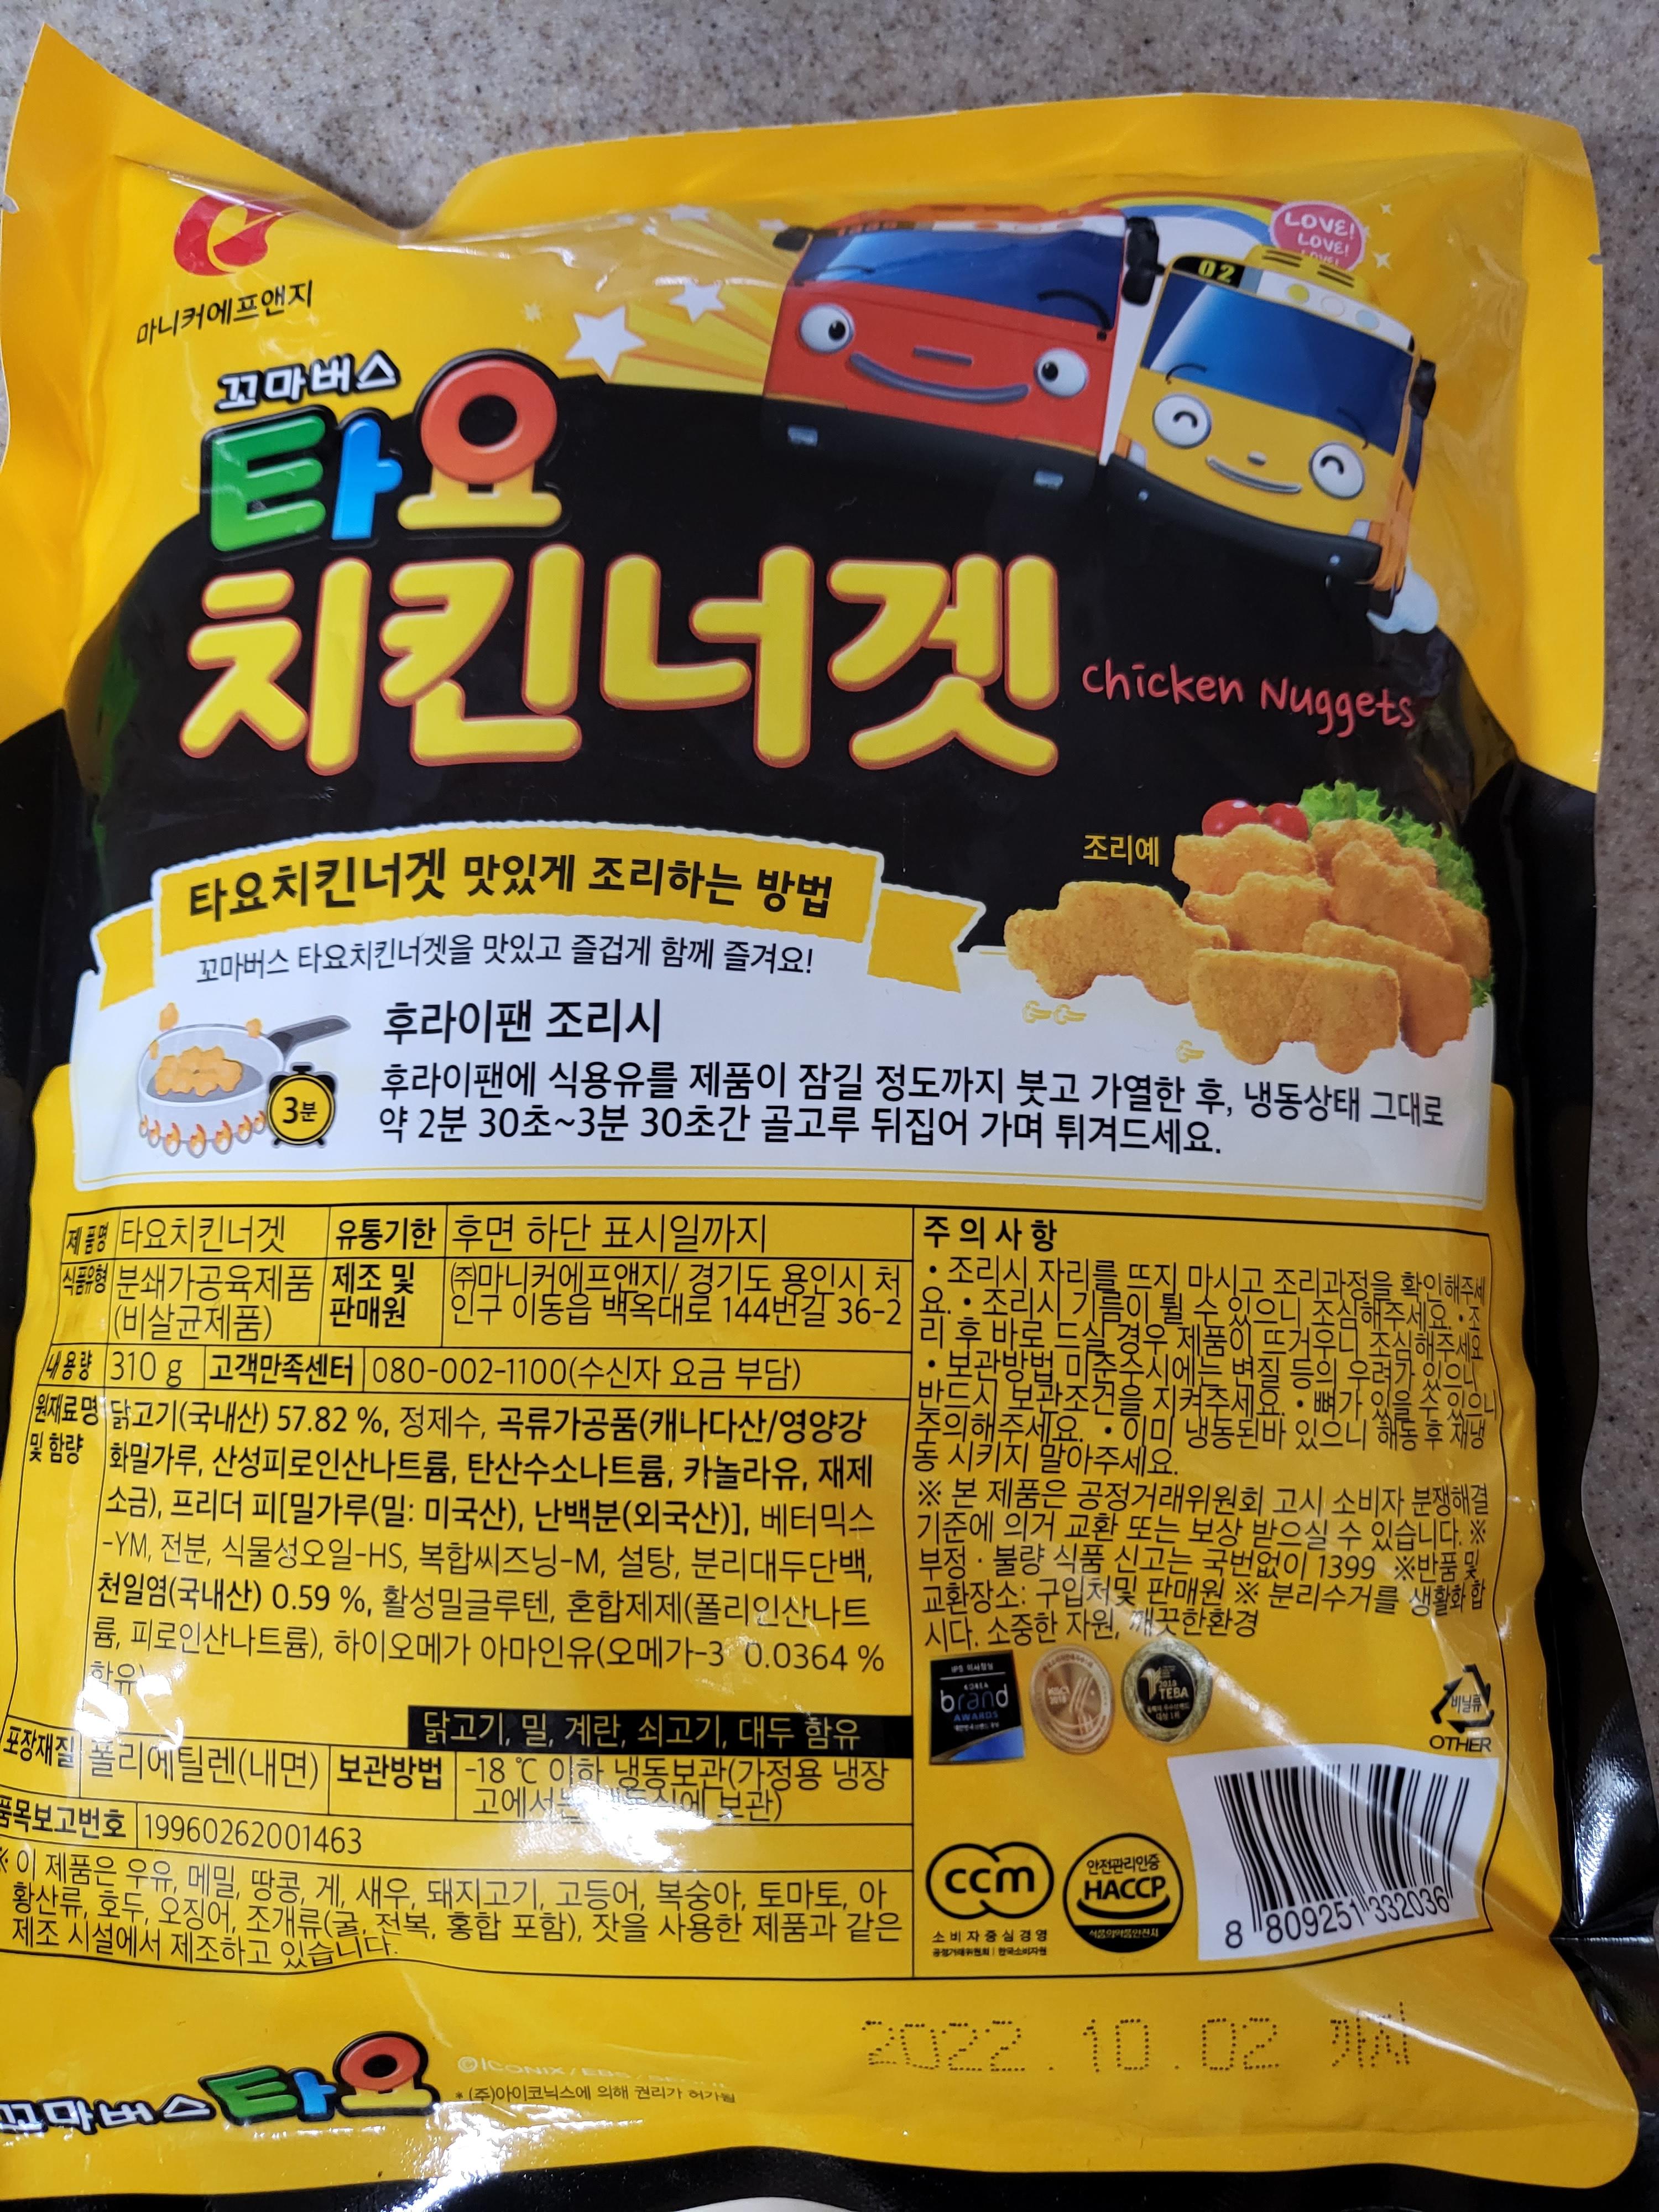 마니커에프앤지
LOVE!
LOVE!
LOVE!
02
꼬마버스
타요
치킨너겟
Chicken Nuggets
조리예
타요치킨너겟 맛있게 조리하는 방법
꼬마버스 타요치킨너겟을 맛있고 즐겁게 함께 즐겨요!
후라이팬 조리시
3분
후라이팬에 식용유를 제품이 잠길 정도까지 붓고 가열한 후, 냉동상태 그대로
약 2분 30초~3분 30초간 골고루 뒤집어 가며 튀겨드세요.
제품명 타요치킨너겟 유통기한 후면 하단 표시일까지
식품유형 분쇄가공육제품 (비살균제품)
제조 및 판매원 ㈜마니커에프앤지/ 경기도 용인시 처
인구 이동읍 백옥대로 144번길 36-2
내용량 310 g 고객만족센터 080-002-1100(수신자 요금 부담)
원재료명 및 함량
닭고기(국내산) 57.82 %, 정제수, 곡류가공품(캐나다산/영양강
화밀가루, 산성피로인산나트륨, 탄산수소나트륨, 카놀라유, 재제
소금), 프리더 피[밀가루(밀: 미국산), 난백분(외국산)], 베터믹스
-YM, 전분, 식물성오일-HS, 복합씨즈닝-M, 설탕, 분리대두단백,
천일염(국내산) 0.59 %, 활성밀글루텐, 혼합제제(폴리인산나트
륨, 피로인산나트륨), 하이오메가 아마인유(오메가-3 0.0364 %
함유)
닭고기, 밀, 계란, 쇠고기, 대두 함유
포장재질 폴리에틸렌(내면) 보관방법 -18 ℃ 이하 냉동보관(가정용 냉장
고에서는 냉동실에 보관)
품목보고번호 19960262001463
※ 이 제품은 우유, 메밀, 땅콩, 게, 새우, 돼지고기, 고등어, 복숭아, 토마토, 아
황산류, 호두, 오징어, 조개류(굴, 전복, 홍합 포함), 잣을 사용한 제품과 같은
제조 시설에서 제조하고 있습니다.
주의사항
• 조리시 자리를 뜨지 마시고 조리과정을 확인해주세
요. • 조리시 기름이 튈 수 있으니 조심해주세요. • 조
리 후 바로 드실 경우 제품이 뜨거우니 조심해주세요
• 보관방법 미준수시에는 변질 등의 우려가 있으니
반드시 보관조건을 지켜주세요. • 뼈가 있을 수 있으니
주의해주세요. • 이미 냉동된바 있으니 해동 후 재냉
동 시키지 말아주세요.
※ 본 제품은 공정거래위원회 고시 소비자 분쟁해결
기준에 의거 교환 또는 보상 받으실 수 있습니다. ※
부정 · 불량 식품 신고는 국번없이 1399 ※반품 및
교환장소: 구입처및 판매원 ※ 분리수거를 생활화 합
시다. 소중한 자원, 깨끗한환경
KOREA
brand
AWARDS
2018
TEBA
비닐류
OTHER
ccm
소비자중심경영
공정거래위원회 | 한국소비자원
안전관리인증
HACCP
식품의약품안전처
8 809251 332036
2022.10.02 까지
꼬마버스 타요
©ICONIX / EBS
* (주)아이코닉스에 의해 권리가 허가됨